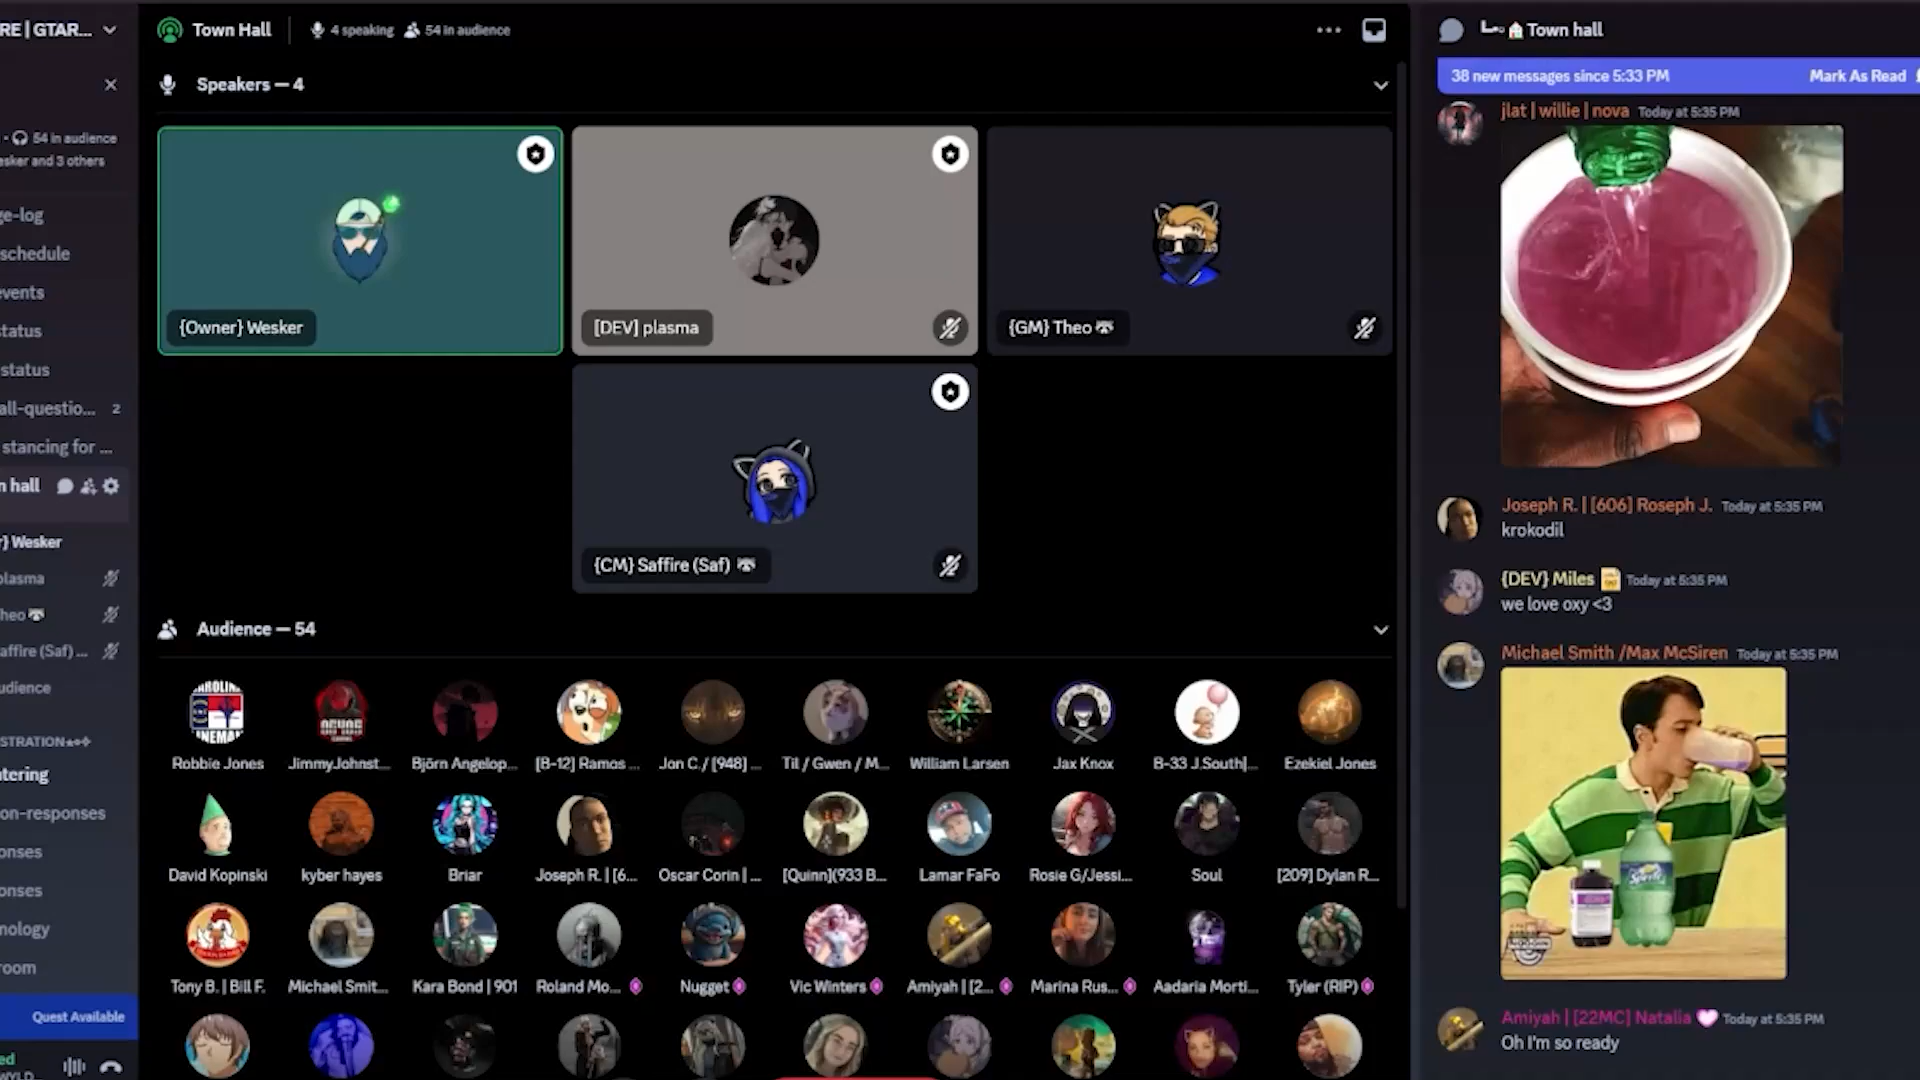 RE | GTAR...
54 in audience
esker and 3 others
ge-log
schedule
events
tatus
status
all-questio... 2
stancing for ...
n hall
r} Wesker
plasma
heo
affire (Saf) ...
udience
STRATION
ntering
on-responses
onses
onses
nology
room
Quest Available
ed
WYLD...
Town Hall
4 speaking
54 in audience
Speakers — 4
{Owner} Wesker
[DEV] plasma
{GM} Theo
{CM} Saffire (Saf)
Audience — 54
Robbie Jones
JimmyJohnst...
Björn Angelop...
[B-12] Ramos ...
Jon C./ [948] ...
Til / Gwen / M...
William Larsen
Jax Knox
B-33 J.South|...
Ezekiel Jones
David Kopinski
kyber hayes
Briar
Joseph R. | [6...
Oscar Corin | ...
[Quinn](933 B...
Lamar FaFo
Rosie G/Jessi...
Soul
[209] Dylan R...
Tony B. | Bill F.
Michael Smit...
Kara Bond | 901
Roland Mo...
Nugget
Vic Winters
Amiyah | [2...
Marina Rus...
Aadaria Morti...
Tyler (RIP)
Town hall
38 new messages since 5:33 PM
Mark As Read
jlat | willie | nova Today at 5:35 PM
Joseph R. | [606] Roseph J. Today at 5:35 PM
krokodil
{DEV} Miles Today at 5:35 PM
we love oxy <3
Michael Smith /Max McSiren Today at 5:35 PM
Sprite
Amiyah | [22MC] Natalia Today at 5:35 PM
Oh I'm so ready